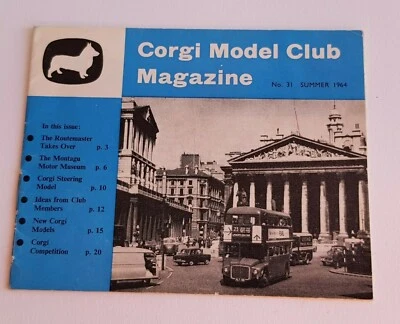 Corgi Model Club
Magazine
No. 31 SUMMER 1964
In this issue:
The Routemaster
Takes Over p. 3
The Montagu
Motor Museum p. 6
Corgi Steering
Model p. 10
Ideas from Club
Members p. 12
New Corgi
Models p. 15
Corgi
Competition p. 20